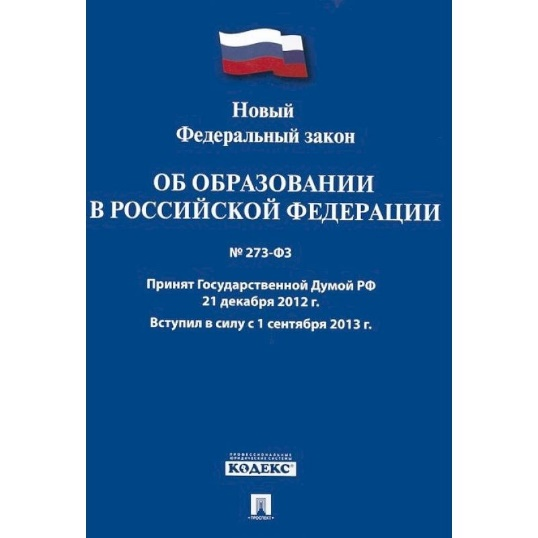 Новый
Федеральный закон
ОБ ОБРАЗОВАНИИ
В РОССИЙСКОЙ ФЕДЕРАЦИИ
№ 273-ФЗ
Принят Государственной Думой РФ
21 декабря 2012 г.
Вступил в силу с 1 сентября 2013 г.
ПРОФЕССИОНАЛЬНЫЕ
ЮРИДИЧЕСКИЕ СИСТЕМЫ
КОДЕКС
ПРОСПЕКТ